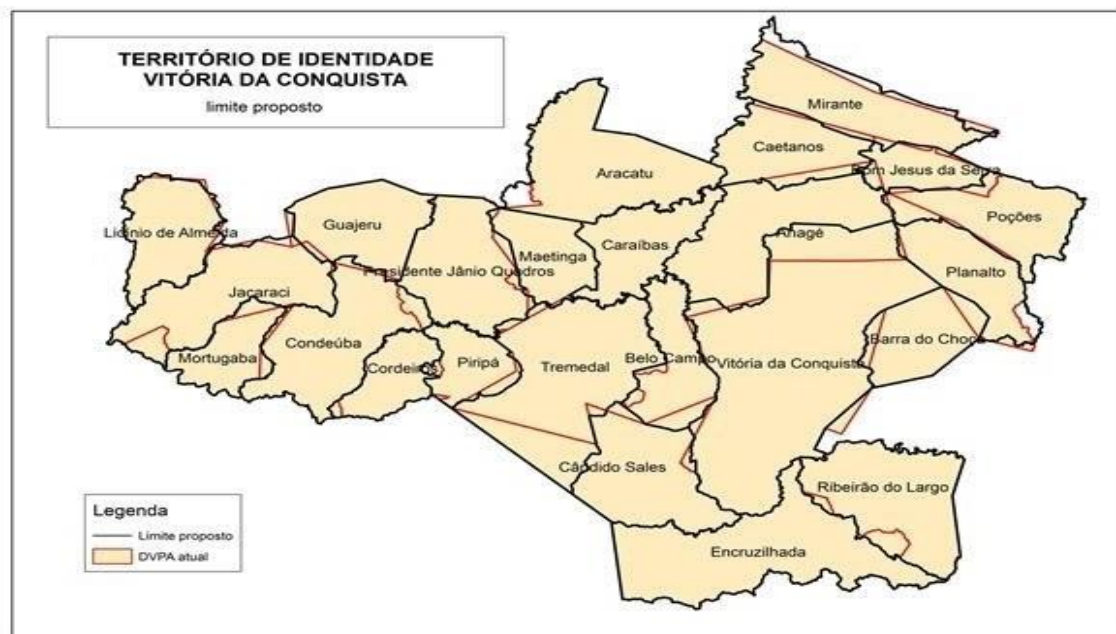 TERRITÓRIO DE IDENTIDADE
VITÓRIA DA CONQUISTA
limite proposto
Mirante
Caetanos
Bom Jesus da Serra
Aracatu
Poções
Licínio de Almeida
Guajeru
Anagé
Caraíbas
Maetinga
Presidente Jânio Quadros
Planalto
Jacaraci
Barra do Choça
Condeúba
Mortugaba
Cordeiros
Piripá
Tremedal
Belo Campo
Vitória da Conquista
Cândido Sales
Ribeirão do Largo
Encruzilhada
Legenda
Limite proposto
DVPA atual